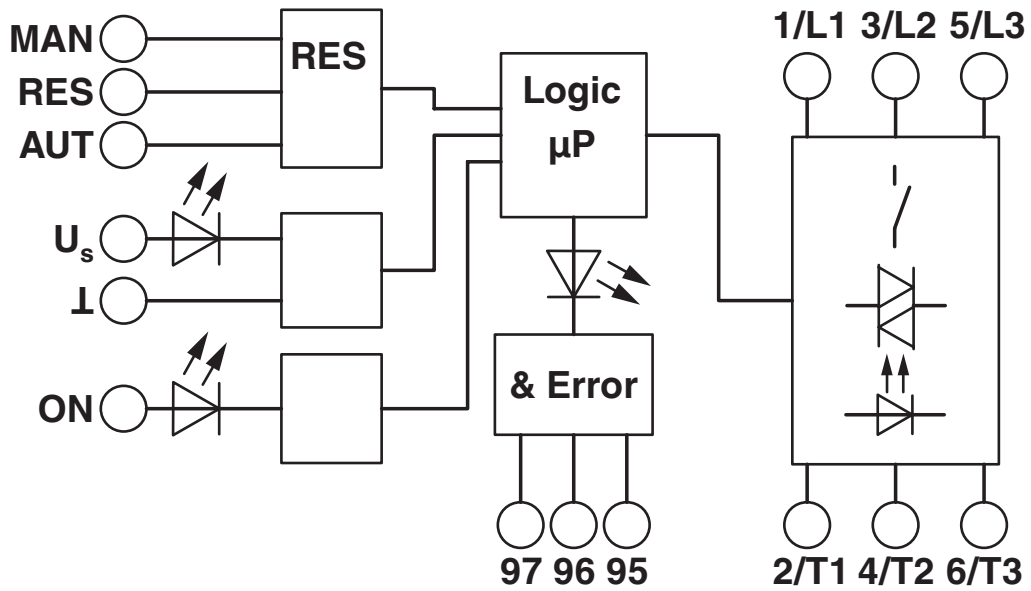 MAN
RES
AUT
RES
Us
⊥
ON
Logic
µP
& Error
97 96 95
1/L1 3/L2 5/L3
2/T1 4/T2 6/T3